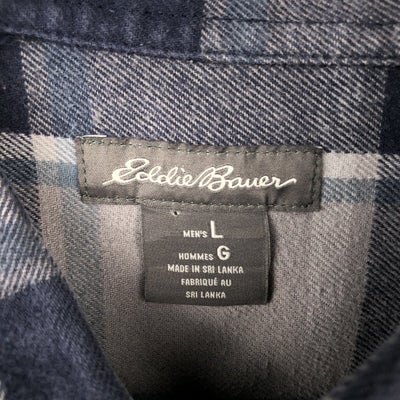 Eddie Bauer
MEN'S L
HOMMES G
MADE IN SRI LANKA
FABRIQUÉ AU
SRI LANKA